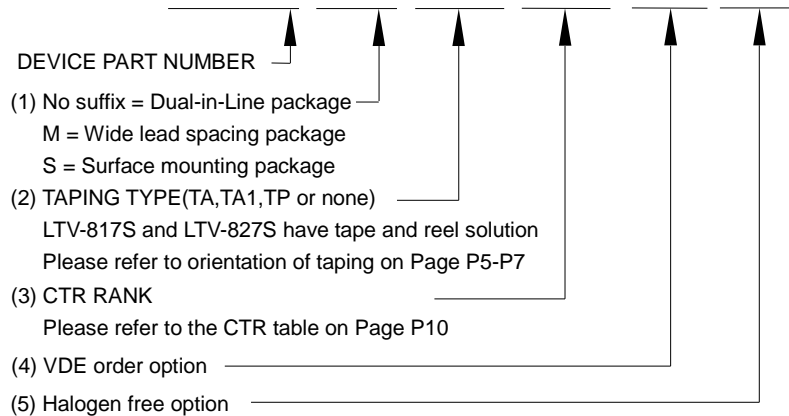 DEVICE PART NUMBER
(1) No suffix = Dual-in-Line package
M = Wide lead spacing package
S = Surface mounting package
(2) TAPING TYPE(TA,TA1,TP or none)
LTV-817S and LTV-827S have tape and reel solution
Please refer to orientation of taping on Page P5-P7
(3) CTR RANK
Please refer to the CTR table on Page P10
(4) VDE order option
(5) Halogen free option